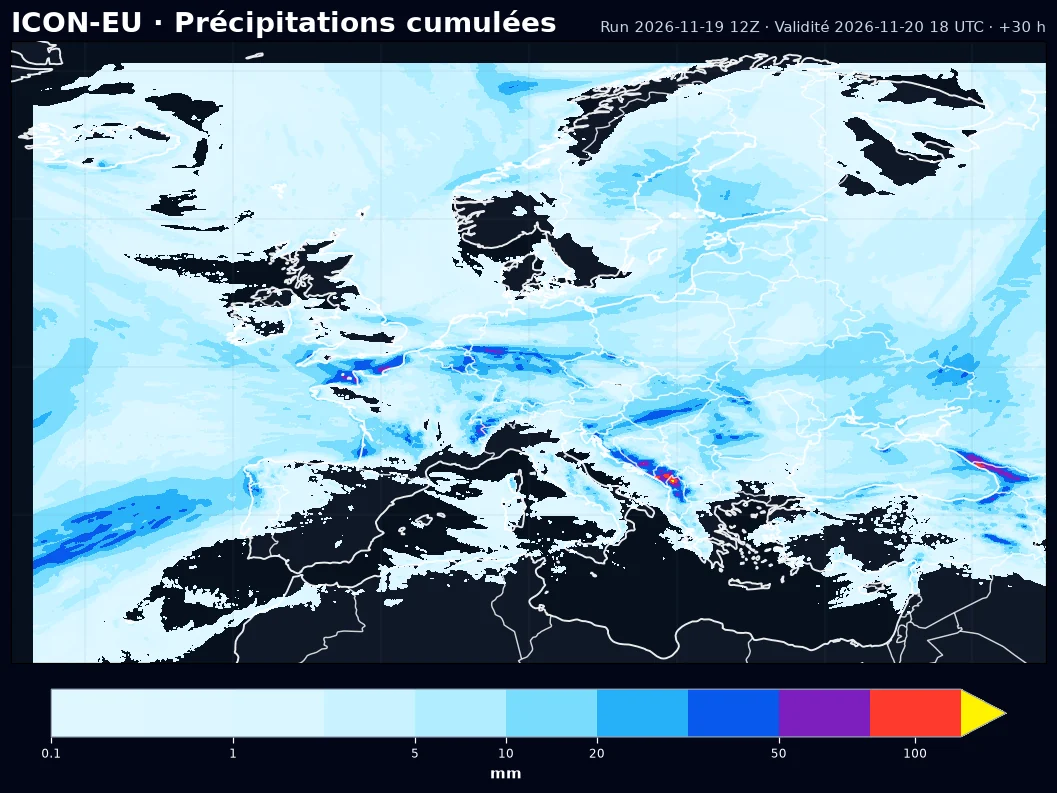 ICON-EU · Précipitations cumulées
Run 2026-11-19 12Z · Validité 2026-11-20 18 UTC · +30 h
0.1 1 5 10 20 50 100
mm